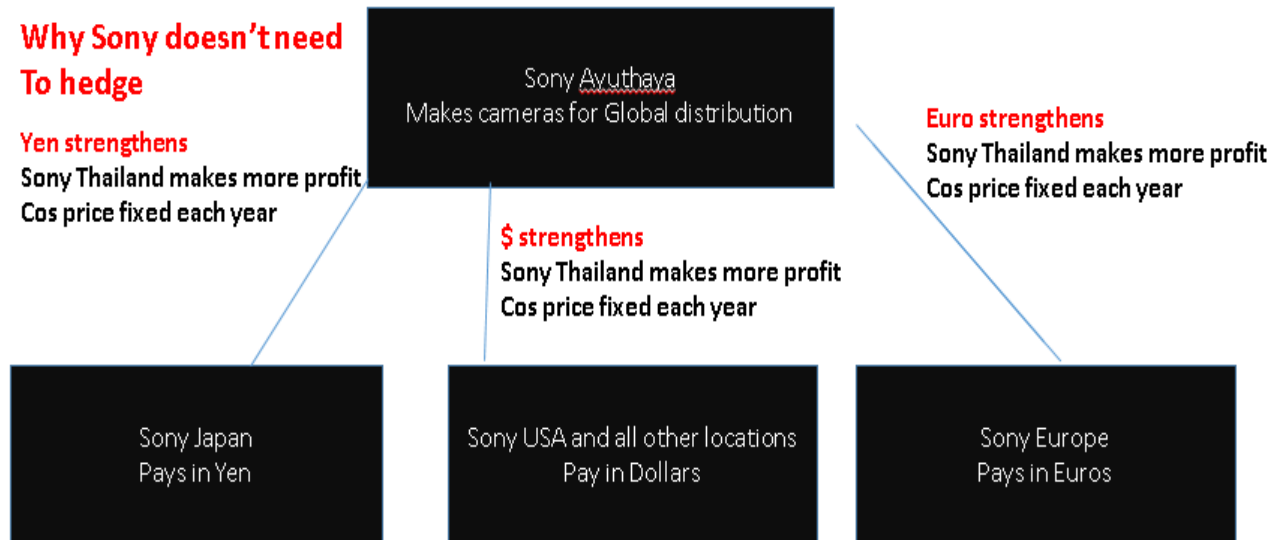 Why Sony doesn't need
To hedge
Yen strengthens
Sony Thailand makes more profit
Cos price fixed each year
Sony Ayuthaya
Makes cameras for Global distribution
$ strengthens
Sony Thailand makes more profit
Cos price fixed each year
Euro strengthens
Sony Thailand makes more profit
Cos price fixed each year
Sony Japan
Pays in Yen
Sony USA and all other locations
Pay in Dollars
Sony Europe
Pays in Euros